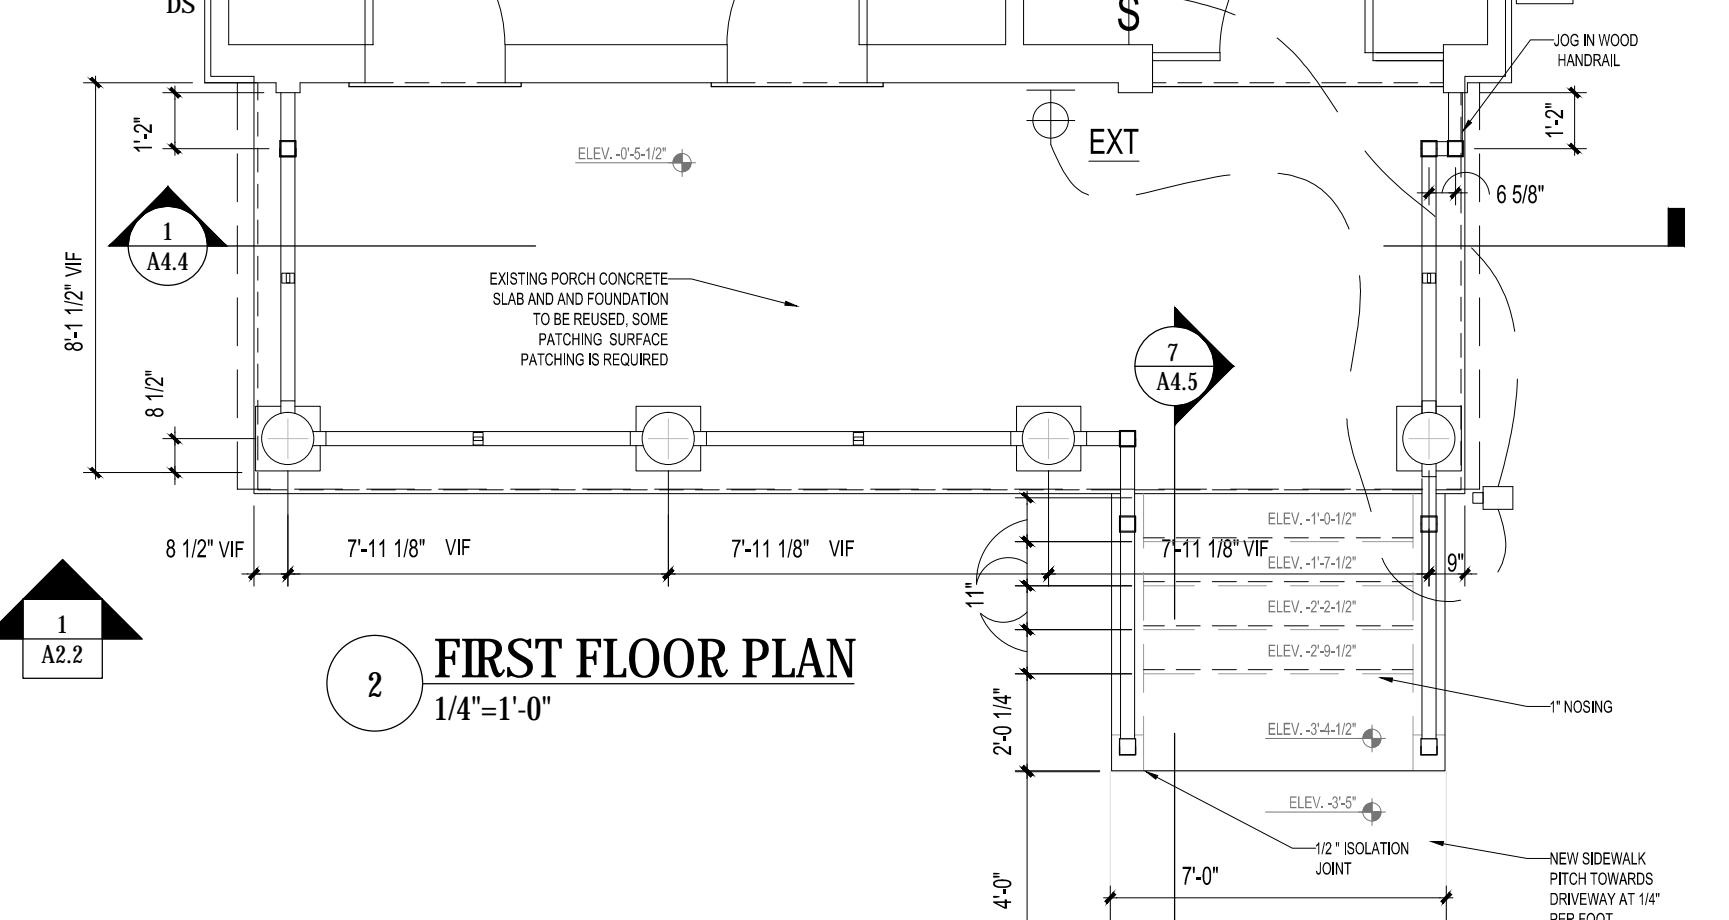 DS
S
JOG IN WOOD
HANDRAIL
1'-2"
1'-2"
EXT
ELEV. -0'-5-1/2"
6 5/8"
1
A4.4
8'-1 1/2" VIF
EXISTING PORCH CONCRETE
SLAB AND AND FOUNDATION
TO BE REUSED, SOME
PATCHING SURFACE
PATCHING IS REQUIRED
7
A4.5
8 1/2"
8 1/2" VIF
7'-11 1/8" VIF
7'-11 1/8" VIF
7'-11 1/8" VIF
9"
ELEV. -1'-0-1/2"
ELEV. -1'-7-1/2"
ELEV. -2'-2-1/2"
ELEV. -2'-9-1/2"
11"
1
A2.2
2
FIRST FLOOR PLAN
1/4"=1'-0"
2'-0 1/4"
1" NOSING
ELEV. -3'-4-1/2"
ELEV. -3'-5"
1/2 " ISOLATION
JOINT
7'-0"
4'-0"
NEW SIDEWALK
PITCH TOWARDS
DRIVEWAY AT 1/4"
PER FOOT